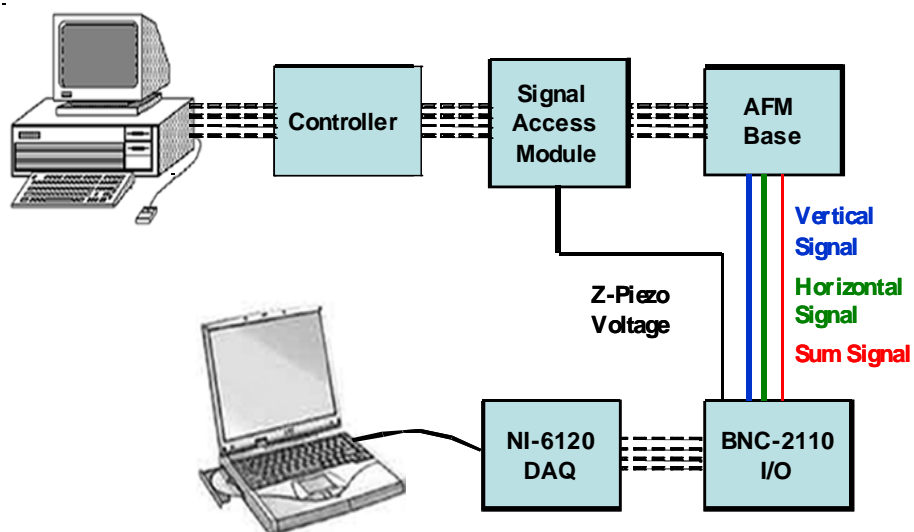 Controller
Signal
Access
Module
AFM
Base
Vertical
Signal
Horizontal
Signal
Sum Signal
Z-Piezo
Voltage
NI-6120
DAQ
BNC-2110
I/O